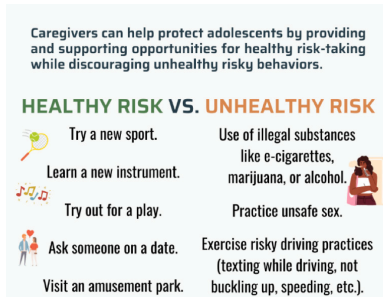 Caregivers can help protect adolescents by providing
and supporting opportunities for healthy risk-taking
while discouraging unhealthy risky behaviors.
HEALTHY RISK VS. UNHEALTHY RISK
Try a new sport.
Learn a new instrument.
Try out for a play.
Ask someone on a date.
Visit an amusement park.
Use of illegal substances
like e-cigarettes,
marijuana, or alcohol.
Practice unsafe sex.
Exercise risky driving practices
(texting while driving, not
buckling up, speeding, etc.).